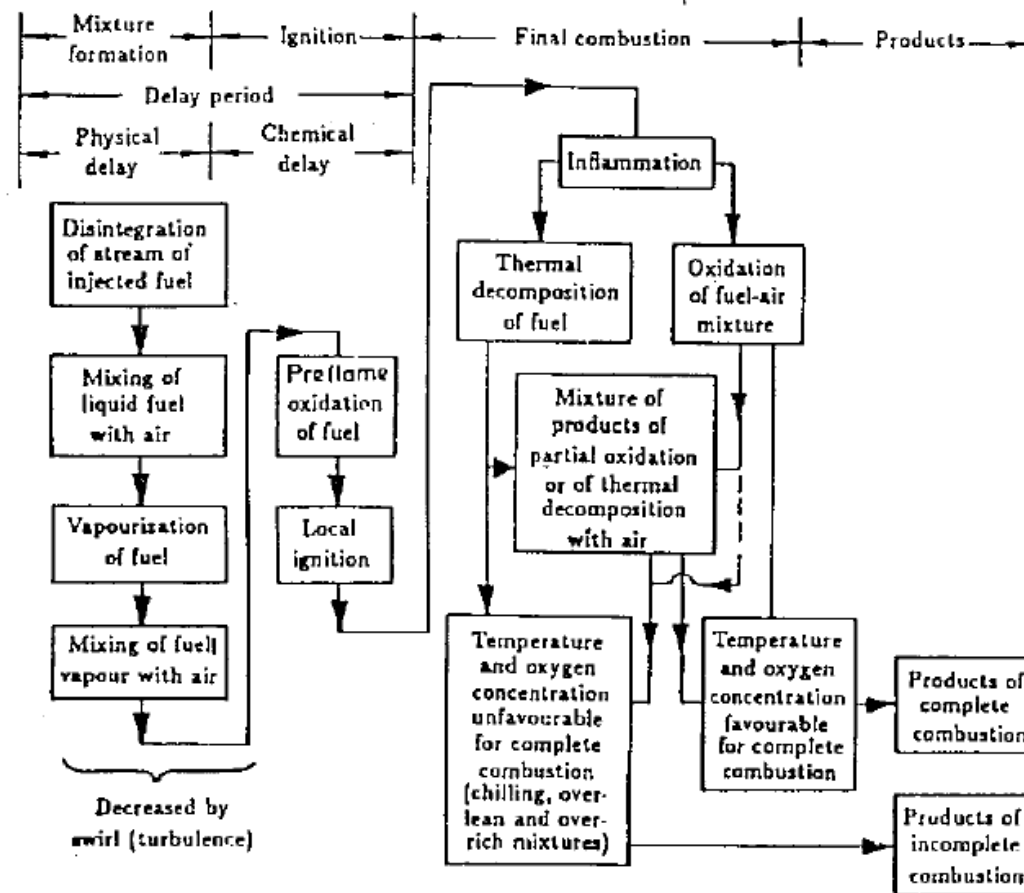 Mixture
formation
Ignition
Final combustion
Products
Delay period
Physical
delay
Chemical
delay
Disintegration
of stream of
injected fuel
Mixing of
liquid fuel
with air
Vapourization
of fuel
Mixing of fuel
vapour with air
Decreased by
swirl (turbulence)
Preflame
oxidation
of fuel
Local
ignition
Inflammation
Thermal
decomposition
of fuel
Oxidation
of fuel-air
mixture
Mixture of
products of
partial oxidation
or of thermal
decomposition
with air
Temperature
and oxygen
concentration
unfavourable
for complete
combustion
(chilling, over-
lean and over-
rich mixtures)
Temperature
and oxygen
concentration
favourable
for complete
combustion
Products of
complete
combustion
Products of
incomplete
combustion